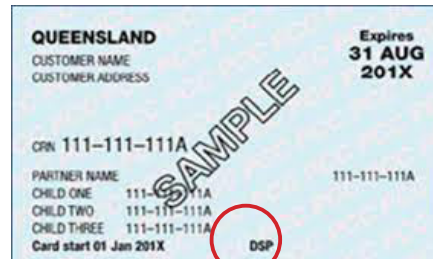 QUEENSLAND
Expires
31 AUG
201X
CUSTOMER NAME
CUSTOMER ADDRESS
SAMPLE
CRN 111–111–111A
PARTNER NAME 111–111–111A
CHILD ONE 111–111–111A
CHILD TWO 111–111–111A
CHILD THREE 111–111–111A
Card start 01 Jan 201X DSP